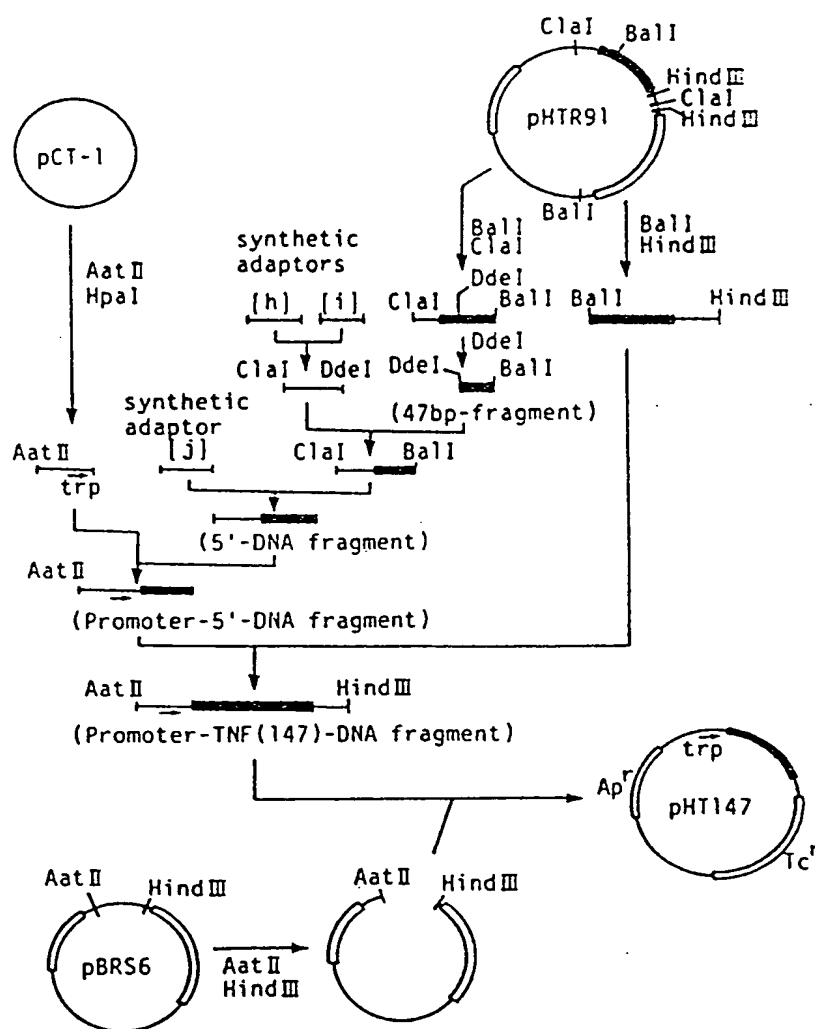 ClaI
BalI
HindⅢ
ClaI
HindⅢ
pHTR91
BalI
pCT-1
AatⅡ
HpaI
BalI
ClaI
BalI
HindⅢ
synthetic
adaptors
[h] [i]
DdeI
ClaI BalI
BalI HindⅢ
DdeI
ClaI DdeI
DdeI BalI
(47bp-fragment)
synthetic
adaptor
[j]
ClaI BalI
AatⅡ
trp
(5'-DNA fragment)
AatⅡ
(Promoter-5'-DNA fragment)
AatⅡ HindⅢ
(Promoter-TNF(147)-DNA fragment)
trp
Apʳ
pHT147
Tcʳ
AatⅡ HindⅢ
pBRS6
AatⅡ
HindⅢ
AatⅡ HindⅢ